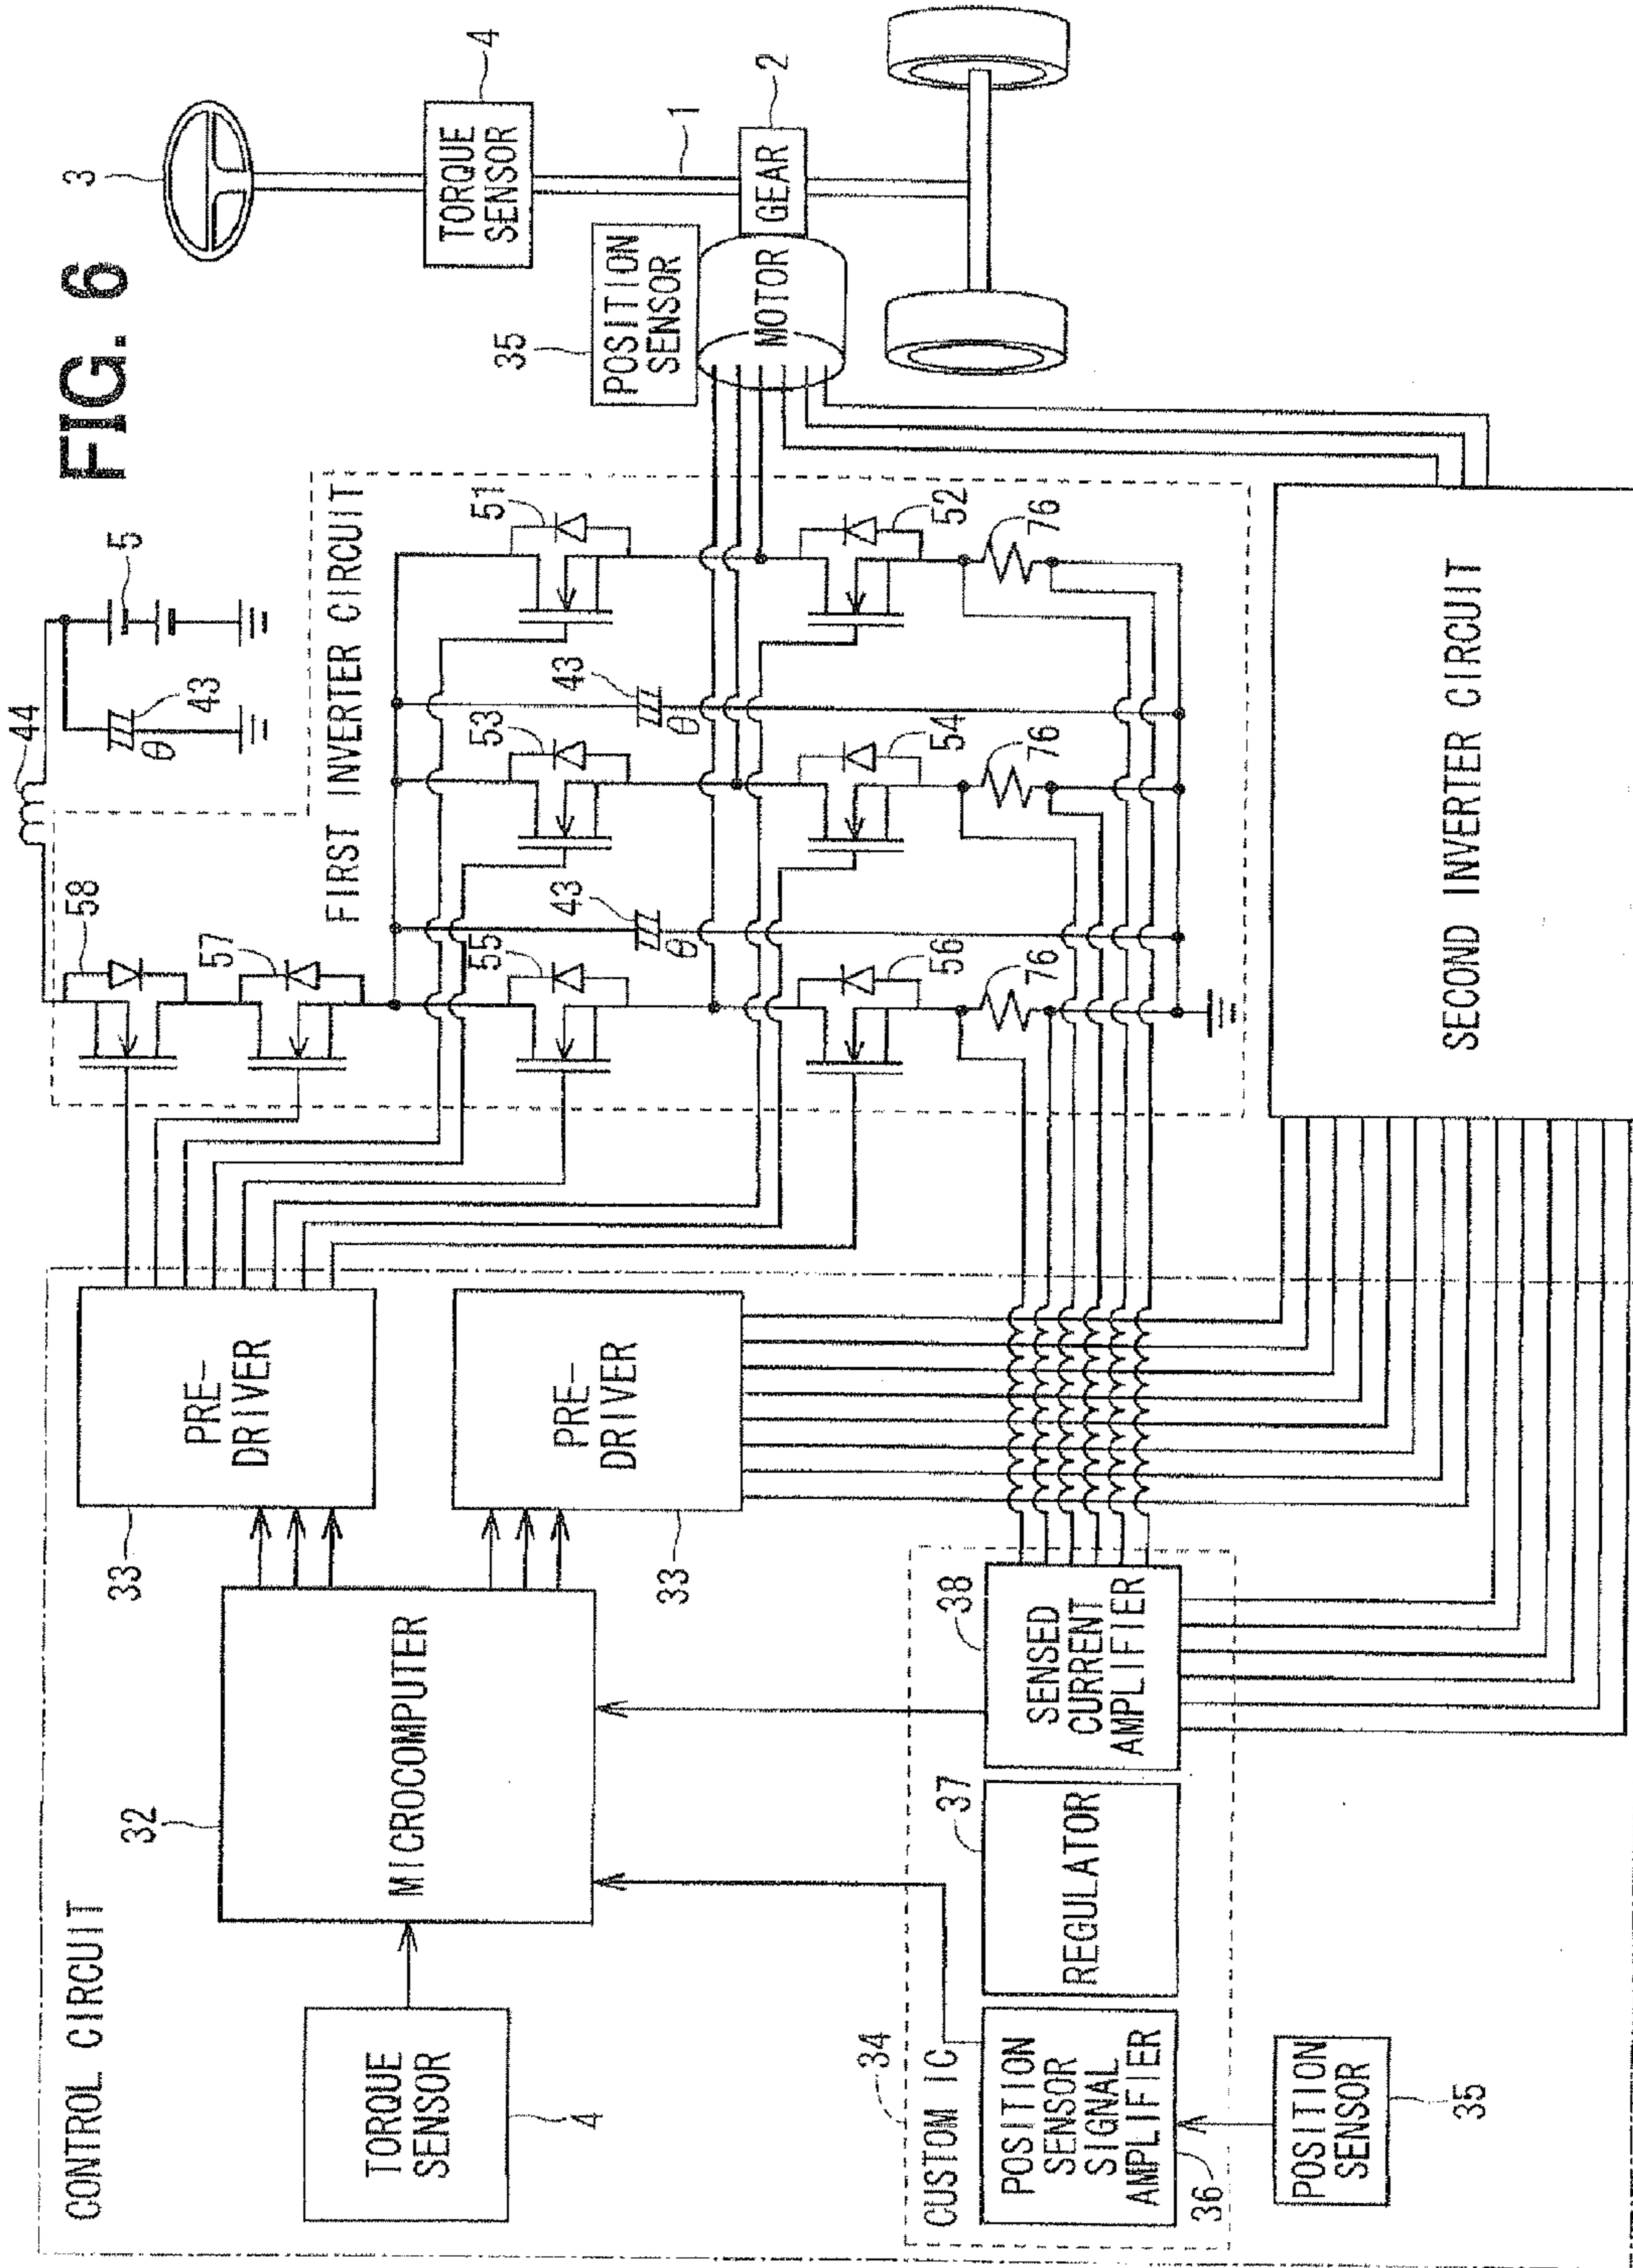 FIG. 6
CONTROL CIRCUIT
TORQUE
SENSOR
4
32
MICROCOMPUTER
33
PRE-
DRIVER
33
PRE-
DRIVER
34
CUSTOM IC
POSITION
SENSOR
SIGNAL
AMPLIFIER
36
37
REGULATOR
38
SENSED
CURRENT
AMPLIFIER
POSITION
SENSOR
35
FIRST INVERTER CIRCUIT
58
57
44
43
θ
5
55
43
θ
53
43
θ
51
56
54
52
76
76
76
SECOND INVERTER CIRCUIT
3
TORQUE
SENSOR
4
1
POSITION
SENSOR
35
MOTOR
GEAR
2